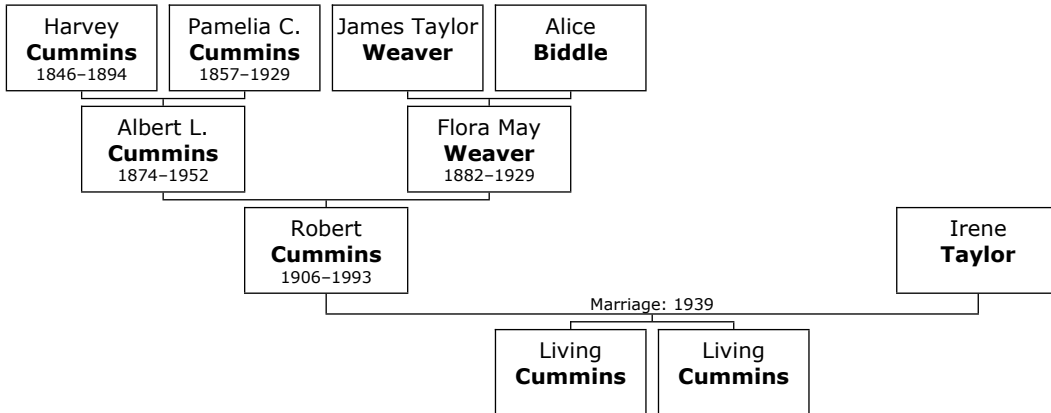 Harvey
Cummins
1846–1894
Pamelia C.
Cummins
1857–1929
James Taylor
Weaver
Alice
Biddle
Albert L.
Cummins
1874–1952
Flora May
Weaver
1882–1929
Robert
Cummins
1906–1993
Irene
Taylor
Marriage: 1939
Living
Cummins
Living
Cummins